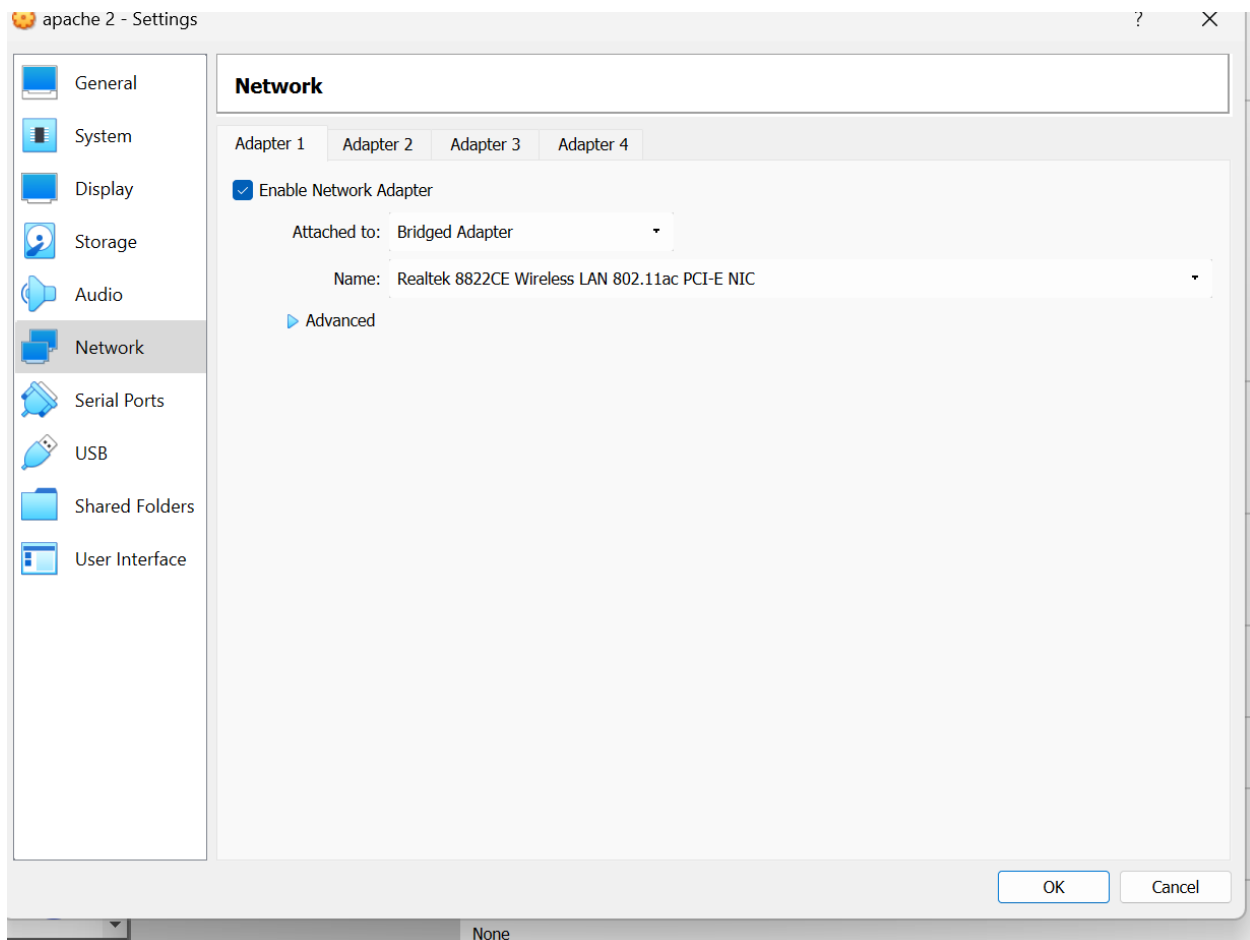 apache 2 - Settings
?
General
System
Display
Storage
Audio
Network
Serial Ports
USB
Shared Folders
User Interface
Network
Adapter 1
Adapter 2
Adapter 3
Adapter 4
Enable Network Adapter
Attached to: Bridged Adapter
Name: Realtek 8822CE Wireless LAN 802.11ac PCI-E NIC
Advanced
OK
Cancel
None